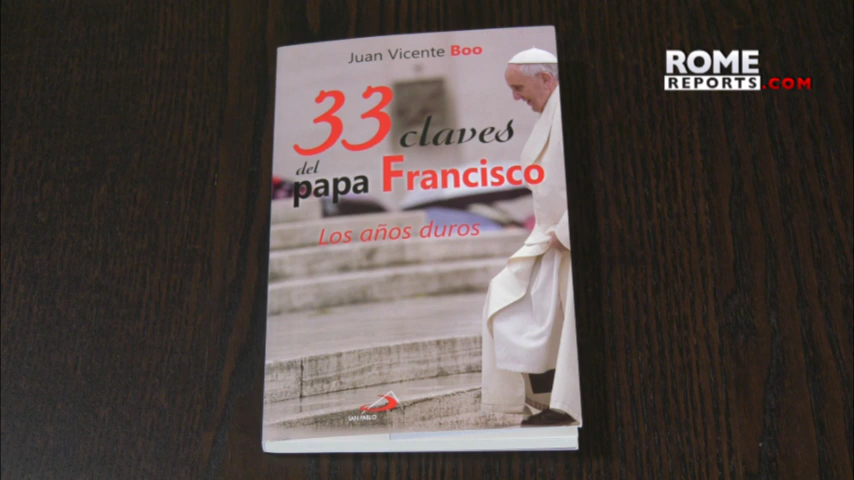 Juan Vicente Boo
33 claves
del
papa Francisco
Los años duros
SAN PABLO
ROME
REPORTS.COM